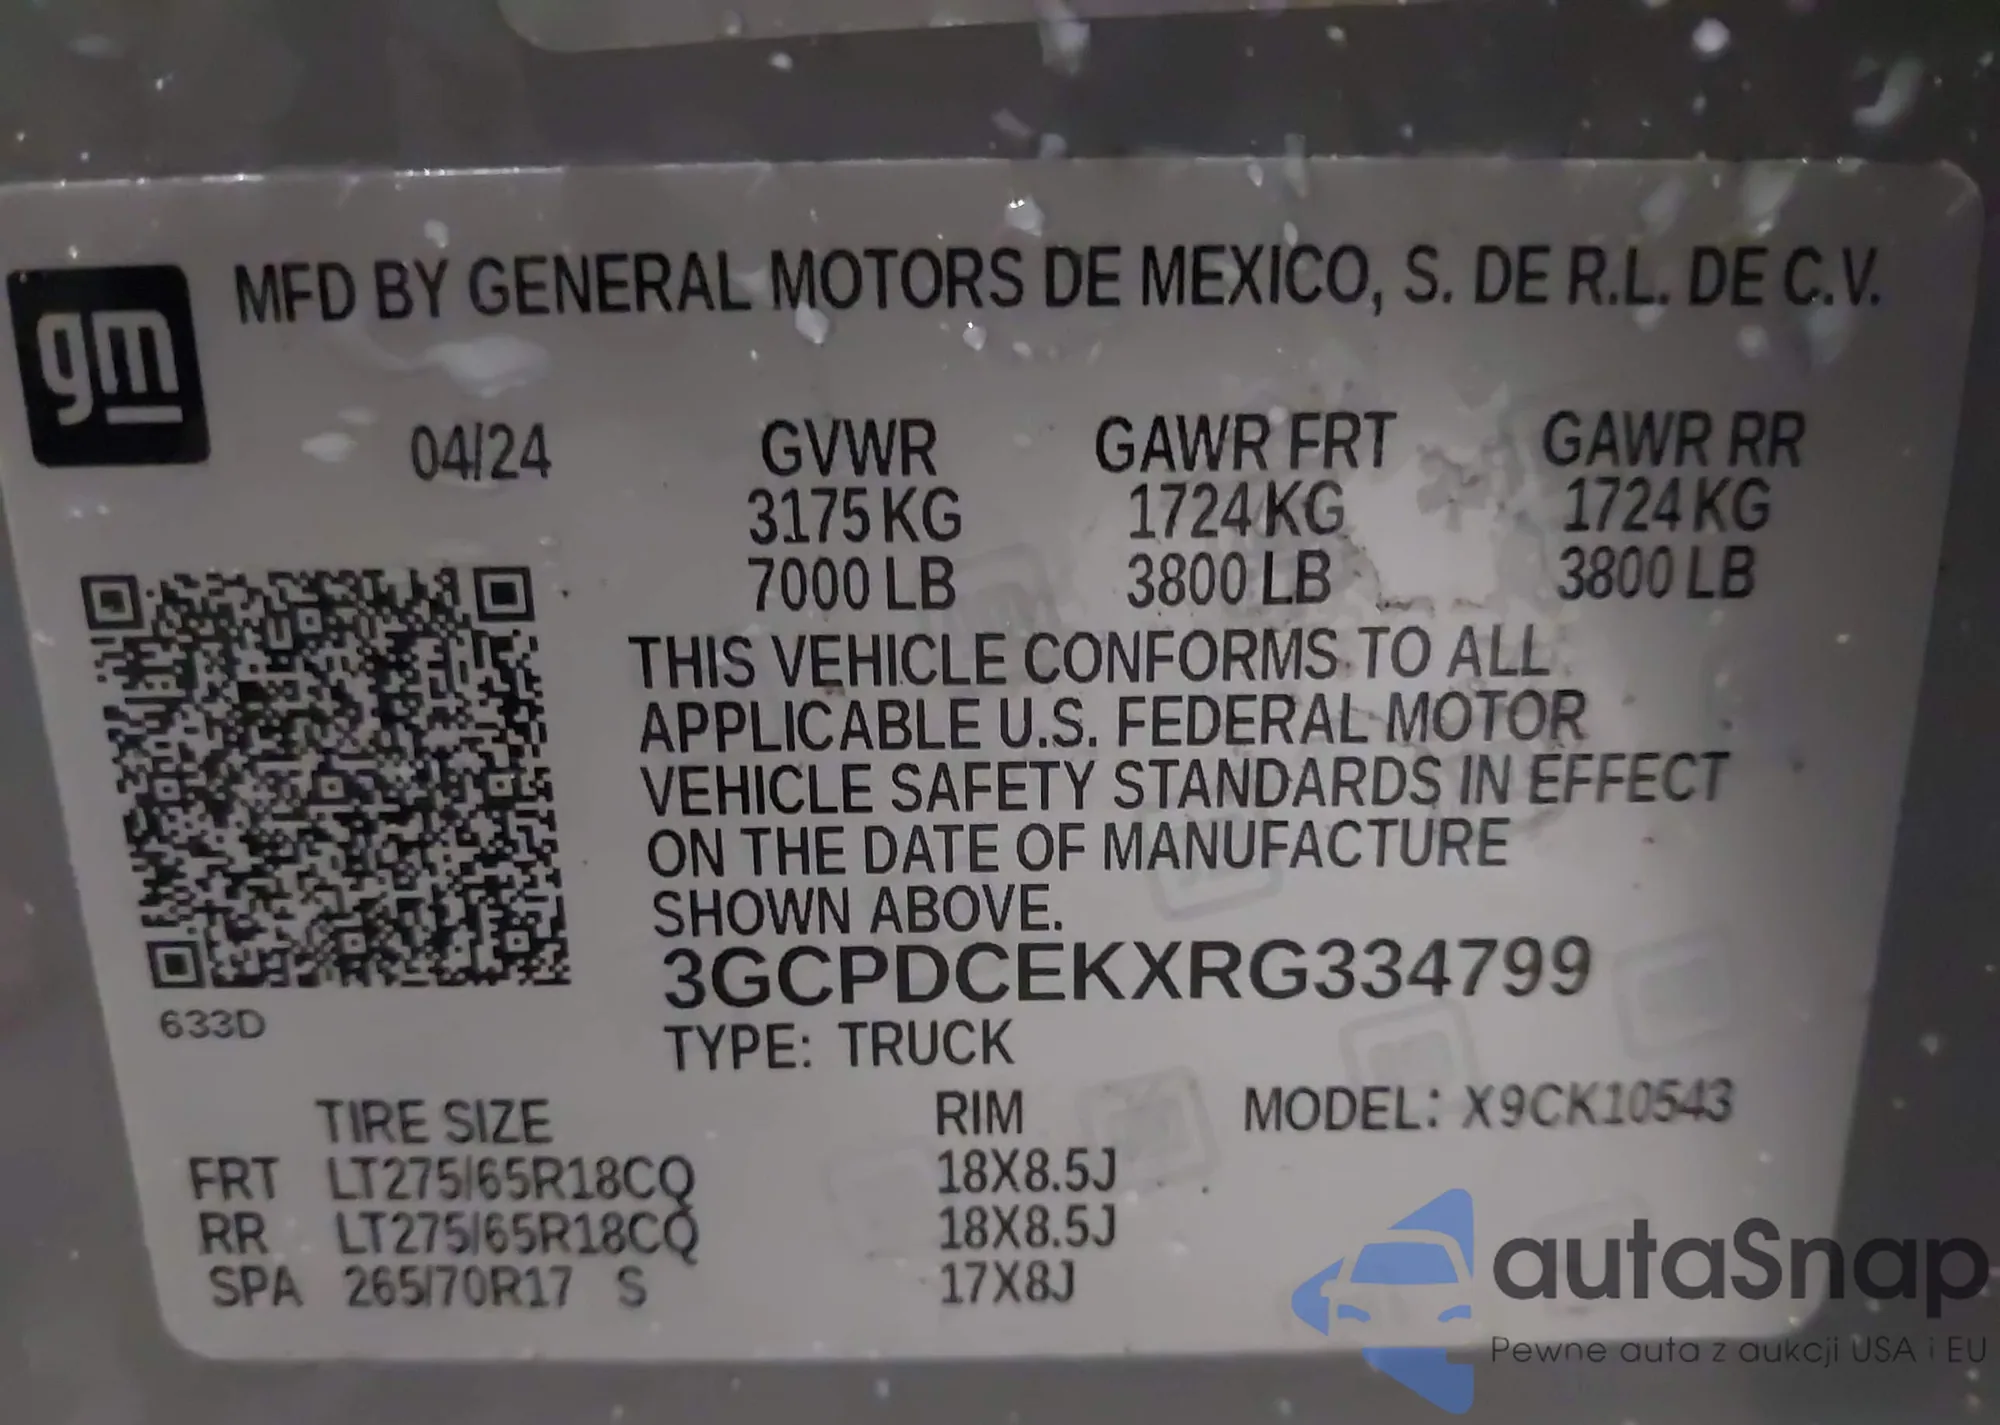 gm
MFD BY GENERAL MOTORS DE MEXICO, S. DE R.L. DE C.V.
04/24 GVWR GAWR FRT GAWR RR
3175 KG 1724 KG 1724 KG
7000 LB 3800 LB 3800 LB
THIS VEHICLE CONFORMS TO ALL
APPLICABLE U.S. FEDERAL MOTOR
VEHICLE SAFETY STANDARDS IN EFFECT
ON THE DATE OF MANUFACTURE
SHOWN ABOVE.
3GCPDCEKXRG334799
633D
TYPE: TRUCK
TIRE SIZE RIM MODEL: X9CK10543
FRT LT275/65R18CQ 18X8.5J
RR LT275/65R18CQ 18X8.5J
SPA 265/70R17 S 17X8J
autaSnap
Pewne auta z aukcji USA i EU